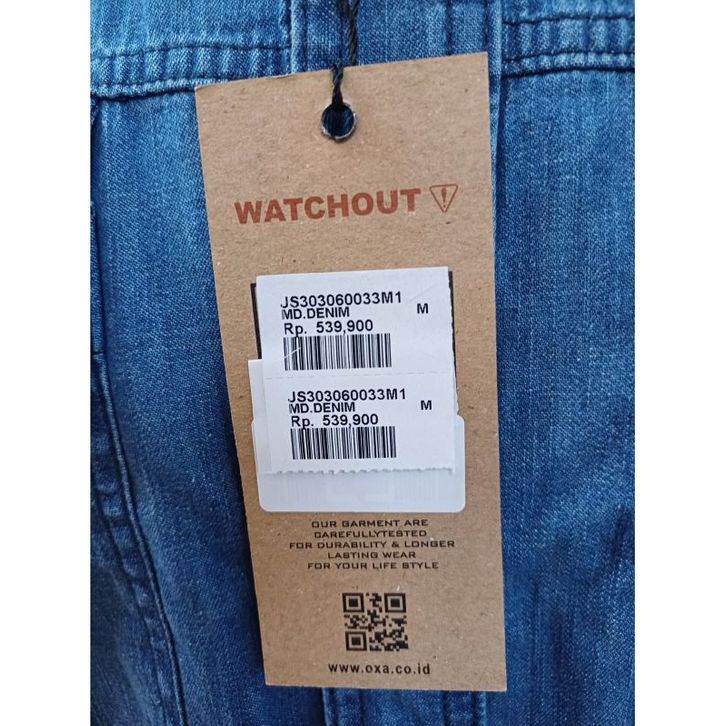 WATCHOUT
JS303060033M1
MD.DENIM M
Rp. 539,900
JS303060033M1
MD.DENIM M
Rp. 539,900
OUR GARMENT ARE
CAREFULLYTESTED
FOR DURABILITY & LONGER
LASTING WEAR
FOR YOUR LIFE STYLE
www.oxa.co.id